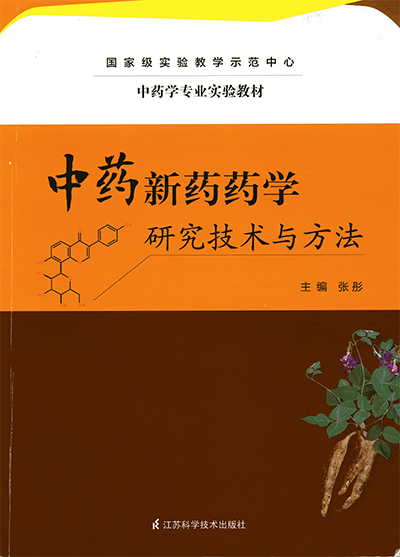 国家级实验教学示范中心
中药学专业实验教材
中药新药药学
研究技术与方法
主编 张彤
江苏科学技术出版社